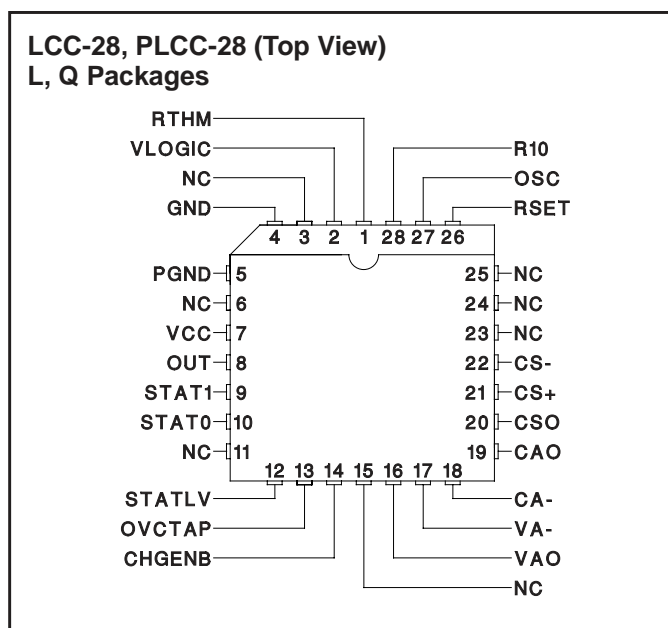 LCC-28, PLCC-28 (Top View)
L, Q Packages
RTHM
VLOGIC
NC
GND
R10
OSC
RSET
4 3 2 1 28 27 26
PGND 5
NC 6
VCC 7
OUT 8
STAT1 9
STAT0 10
NC 11
25 NC
24 NC
23 NC
22 CS-
21 CS+
20 CSO
19 CAO
12 13 14 15 16 17 18
STATLV
OVCTAP
CHGENB
CA-
VA-
VAO
NC